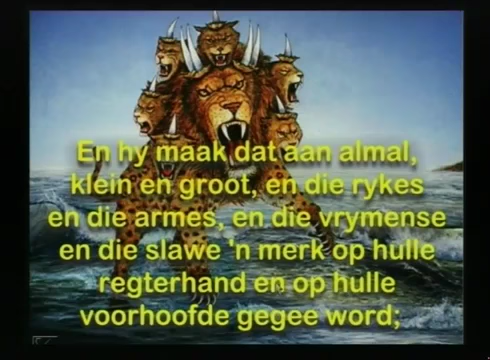 En hy maak dat aan almal,
klein en groot, en die rykes
en die armes, en die vrymense
en die slawe 'n merk op hulle
regterhand en op hulle
voorhoofde gegee word;